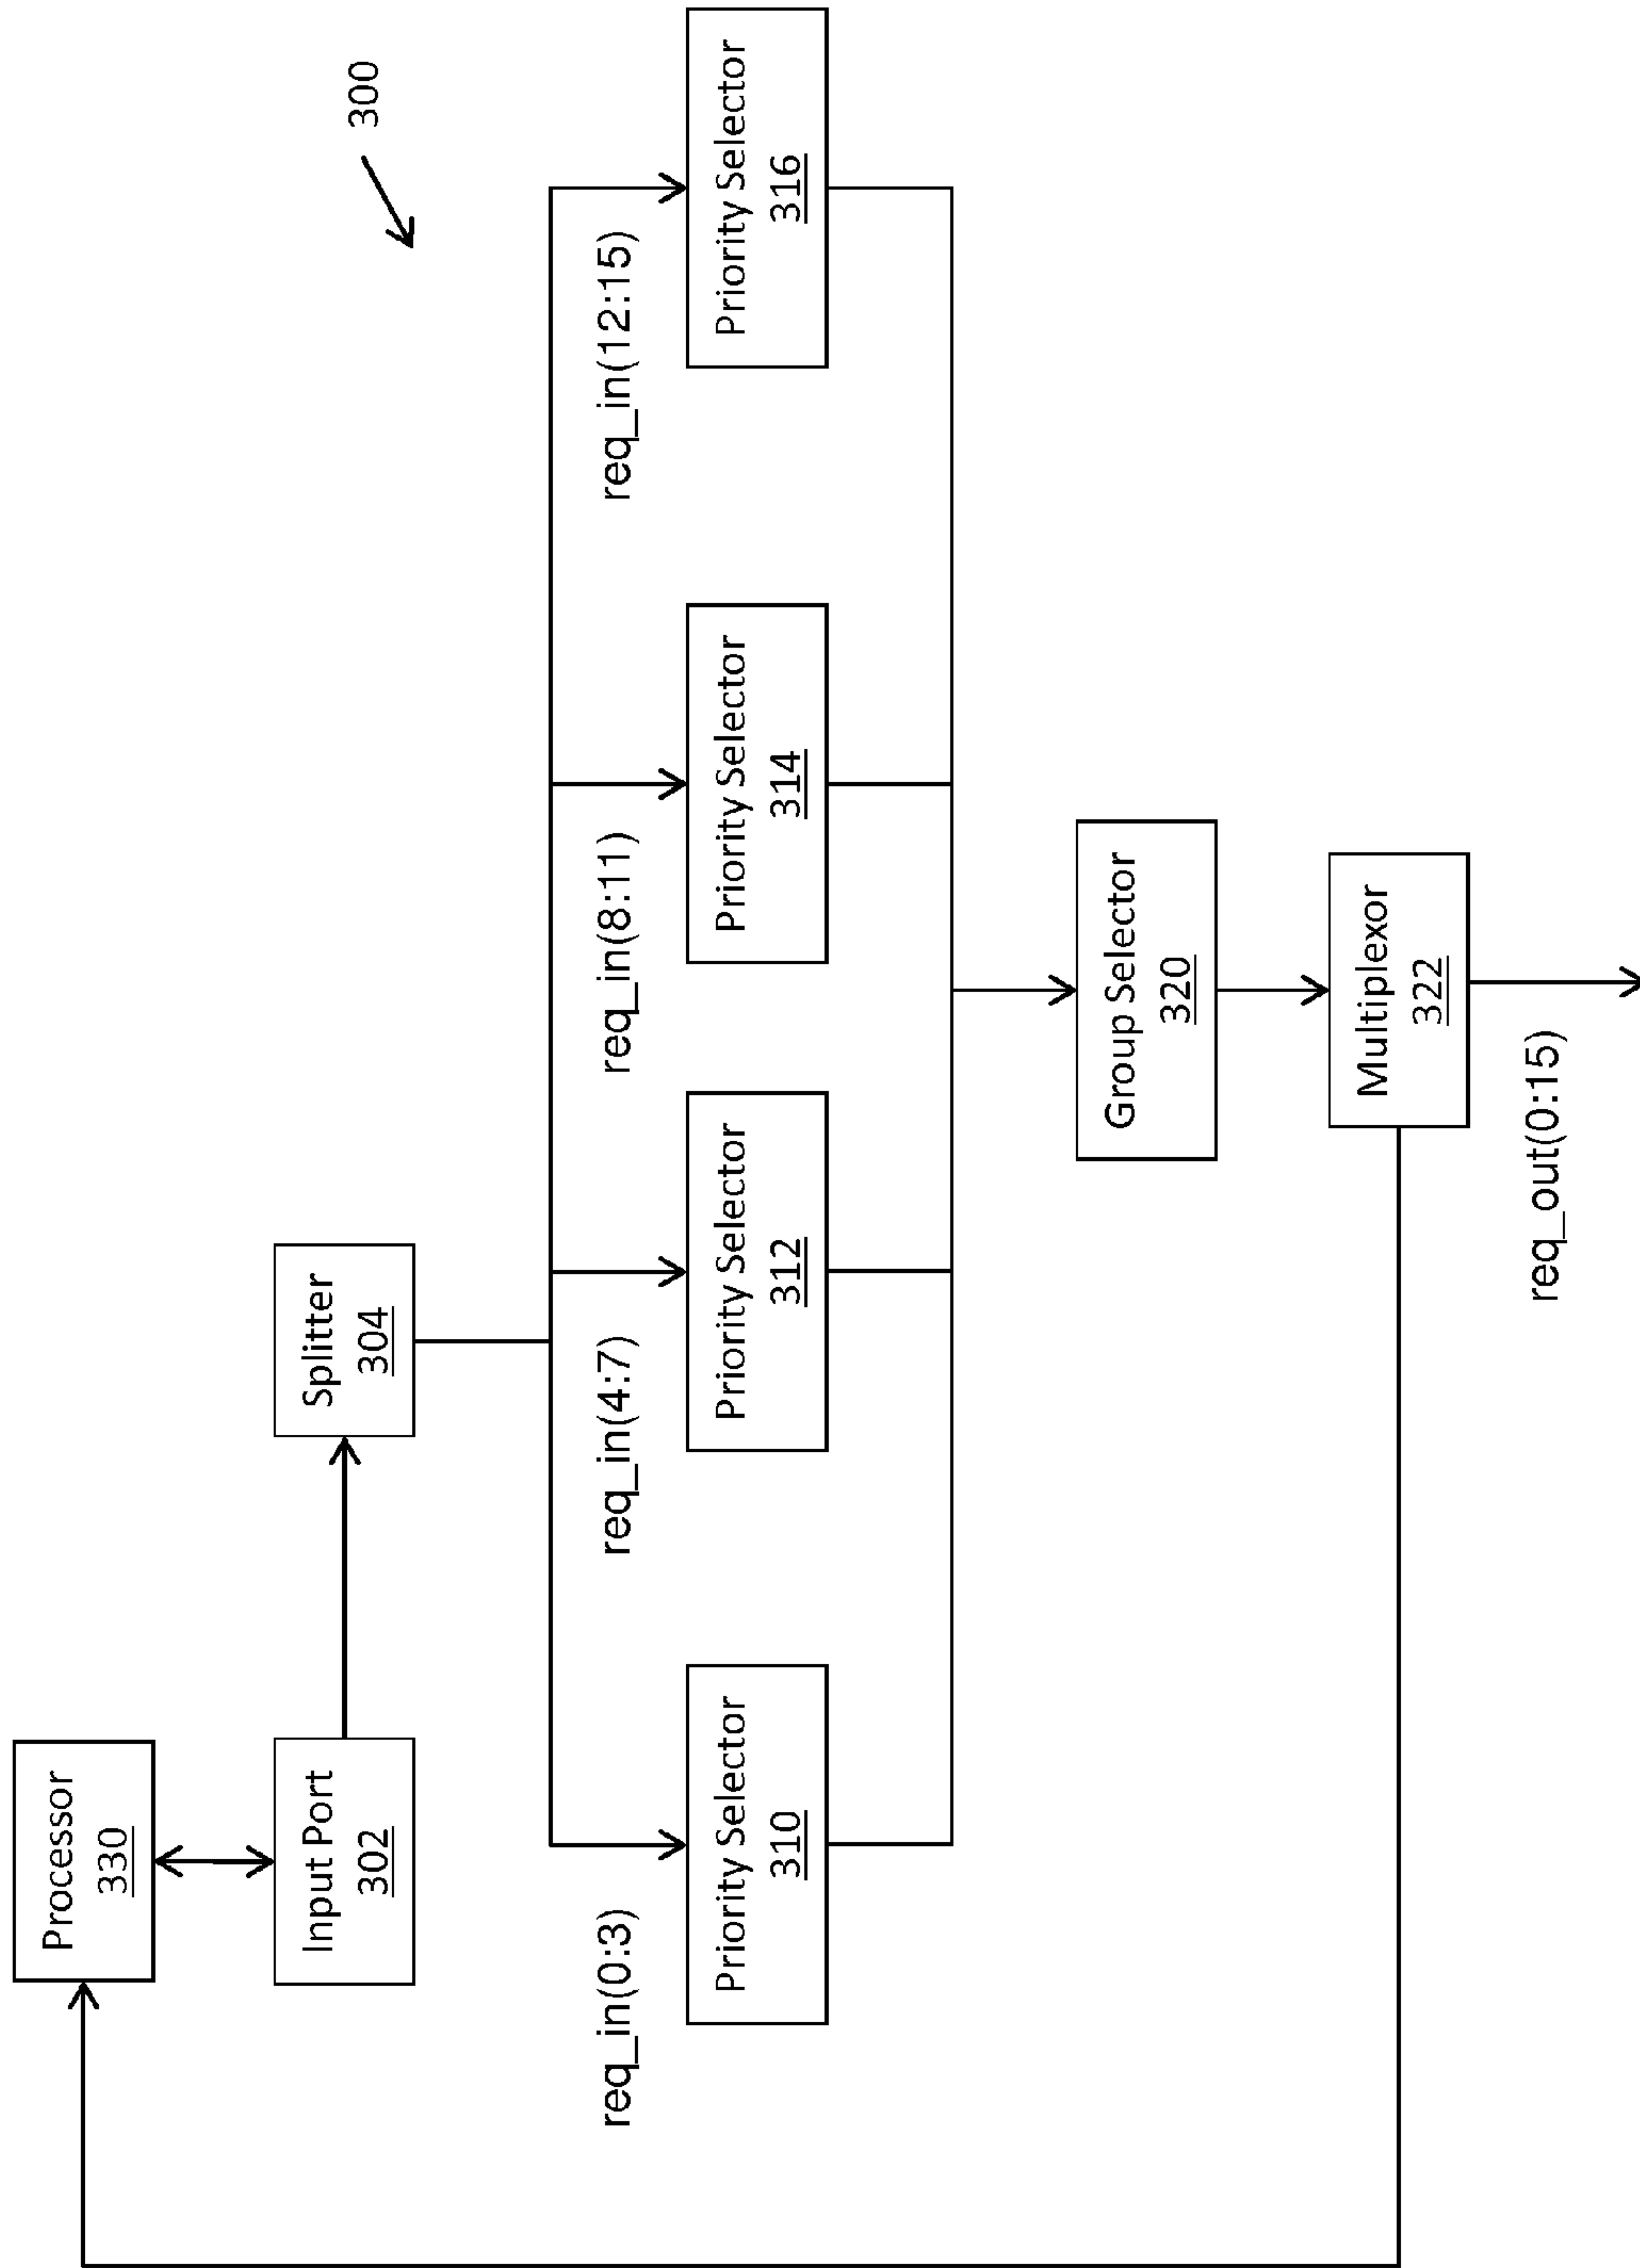 300
Processor
330
Input Port
302
Splitter
304
req_in(0:3)
req_in(4:7)
req_in(8:11)
req_in(12:15)
Priority Selector
310
Priority Selector
312
Priority Selector
314
Priority Selector
316
Group Selector
320
Multiplexor
322
req_out(0:15)